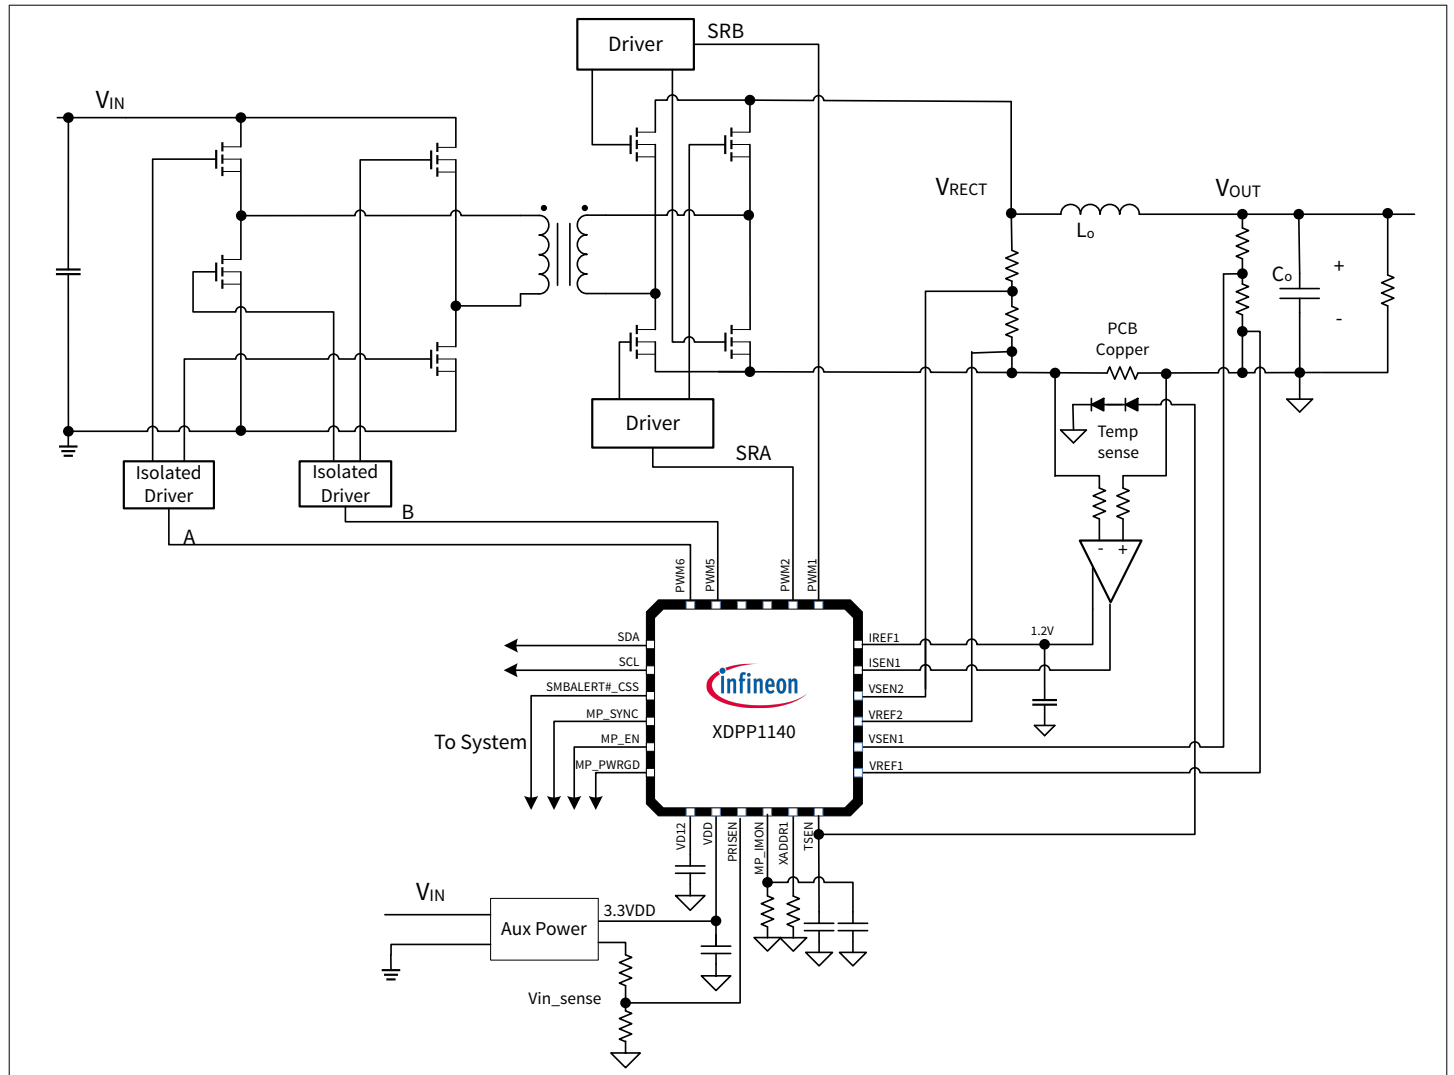 Driver
SRB
VIN
VRECT
VOUT
Lo
Co
+
-
PCB
Copper
Temp
sense
Driver
SRA
Isolated
Driver
Isolated
Driver
B
A
- +
PWM6
PWM5
PWM2
PWM1
SDA
SCL
SMBALERT#_CSS
MP_SYNC
MP_EN
MP_PWRGD
To System
infineon
XDPP1140
IREF1
1.2V
ISEN1
VSEN2
VREF2
VSEN1
VREF1
VD12
VDD
PRISEN
MP_IMON
XADDR1
TSEN
VIN
Aux Power
3.3VDD
Vin_sense